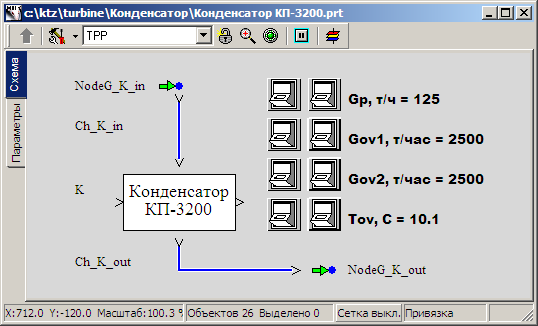 c:\ktz\turbine\Конденсатор\Конденсатор КП-3200.prt
TPP
Схема
Параметры
NodeG_K_in
Ch_K_in
K
Конденсатор
КП-3200
Ch_K_out
NodeG_K_out
Gp, т/ч = 125
Gov1, т/час = 2500
Gov2, т/час = 2500
Tov, C = 10.1
X:712.0 Y:-120.0 Масштаб:100.3 %
Объектов 26 Выделено 0
Сетка выкл.
Привязка